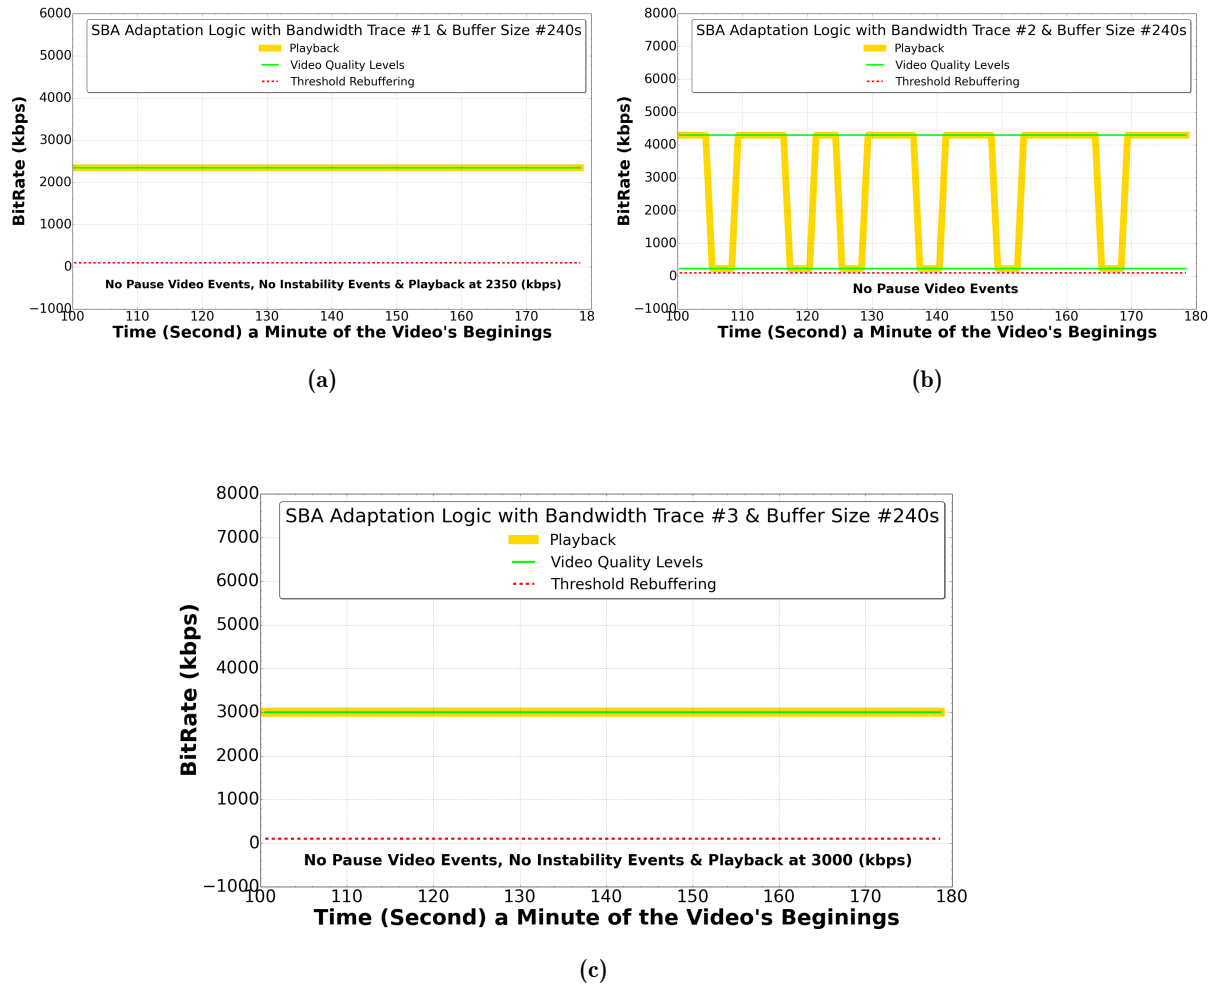 SBA Adaptation Logic with Bandwidth Trace #1 & Buffer Size #240s
Playback
Video Quality Levels
Threshold Rebuffering
6000
5000
4000
3000
2000
1000
0
−1000
BitRate (kbps)
No Pause Video Events, No Instability Events & Playback at 2350 (kbps)
100 110 120 130 140 150 160 170 18
Time (Second) a Minute of the Video's Beginings
(a)
SBA Adaptation Logic with Bandwidth Trace #2 & Buffer Size #240s
Playback
Video Quality Levels
Threshold Rebuffering
8000
7000
6000
5000
4000
3000
2000
1000
0
−1000
BitRate (kbps)
No Pause Video Events
100 110 120 130 140 150 160 170 180
Time (Second) a Minute of the Video's Beginings
(b)
SBA Adaptation Logic with Bandwidth Trace #3 & Buffer Size #240s
Playback
Video Quality Levels
Threshold Rebuffering
8000
7000
6000
5000
4000
3000
2000
1000
0
−1000
BitRate (kbps)
No Pause Video Events, No Instability Events & Playback at 3000 (kbps)
100 110 120 130 140 150 160 170 180
Time (Second) a Minute of the Video's Beginings
(c)